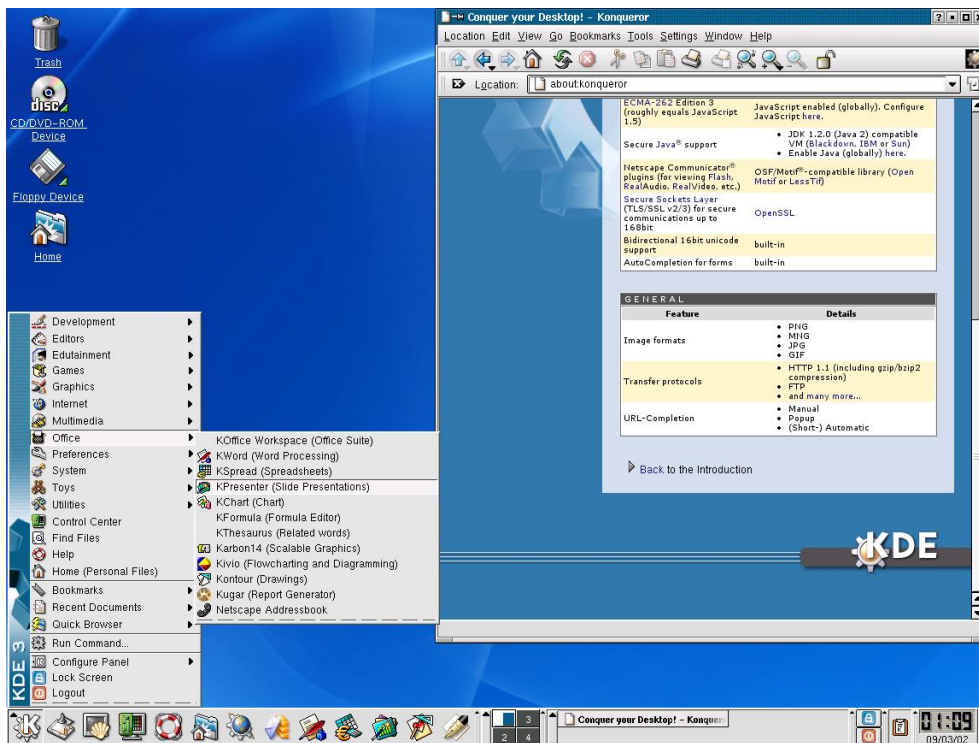 Trash
disc
CD/DVD-ROM
Device
Floppy Device
Home
Development
Editors
Edutainment
Games
Graphics
Internet
Multimedia
Office
Preferences
System
Toys
Utilities
Control Center
Find Files
Help
Home (Personal Files)
Bookmarks
Recent Documents
Quick Browser
Run Command...
Configure Panel
Lock Screen
Logout
KDE 3
KOffice Workspace (Office Suite)
KWord (Word Processing)
KSpread (Spreadsheets)
KPresenter (Slide Presentations)
KChart (Chart)
KFormula (Formula Editor)
KThesaurus (Related words)
Karbon14 (Scalable Graphics)
Kivio (Flowcharting and Diagramming)
Kontour (Drawings)
Kugar (Report Generator)
Netscape Addressbook
Conquer your Desktop! - Konqueror
Location Edit View Go Bookmarks Tools Settings Window Help
Location: about:konqueror
ECMA-262 Edition 3
(roughly equals JavaScript
1.5)
JavaScript enabled (globally). Configure
JavaScript here.
Secure Java® support
• JDK 1.2.0 (Java 2) compatible
VM (Blackdown, IBM or Sun)
• Enable Java (globally) here.
Netscape Communicator®
plugins (for viewing Flash,
RealAudio, RealVideo, etc.)
OSF/Motif®-compatible library (Open
Motif or LessTif)
Secure Sockets Layer
(TLS/SSL v2/3) for secure
communications up to
168bit
OpenSSL
Bidirectional 16bit unicode
support
built-in
AutoCompletion for forms
built-in
GENERAL
Feature Details
Image formats
• PNG
• MNG
• JPG
• GIF
Transfer protocols
• HTTP 1.1 (including gzip/bzip2
compression)
• FTP
• and many more...
URL-Completion
• Manual
• Popup
• (Short-) Automatic
Back to the Introduction
KDE
3
2 4
Conquer your Desktop! - Konquer
01:09
09/03/02